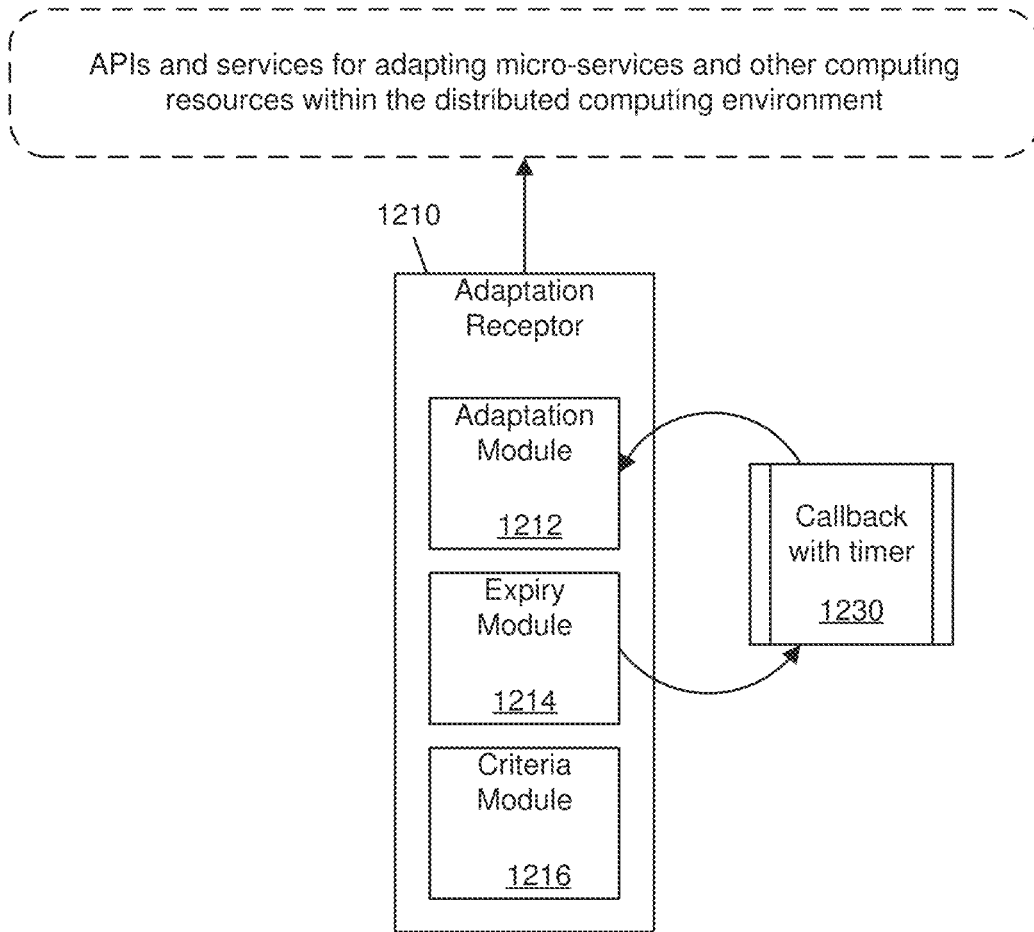 APIs and services for adapting micro-services and other computing
resources within the distributed computing environment
1210
Adaptation
Receptor
Adaptation
Module
1212
Callback
with timer
1230
Expiry
Module
1214
Criteria
Module
1216